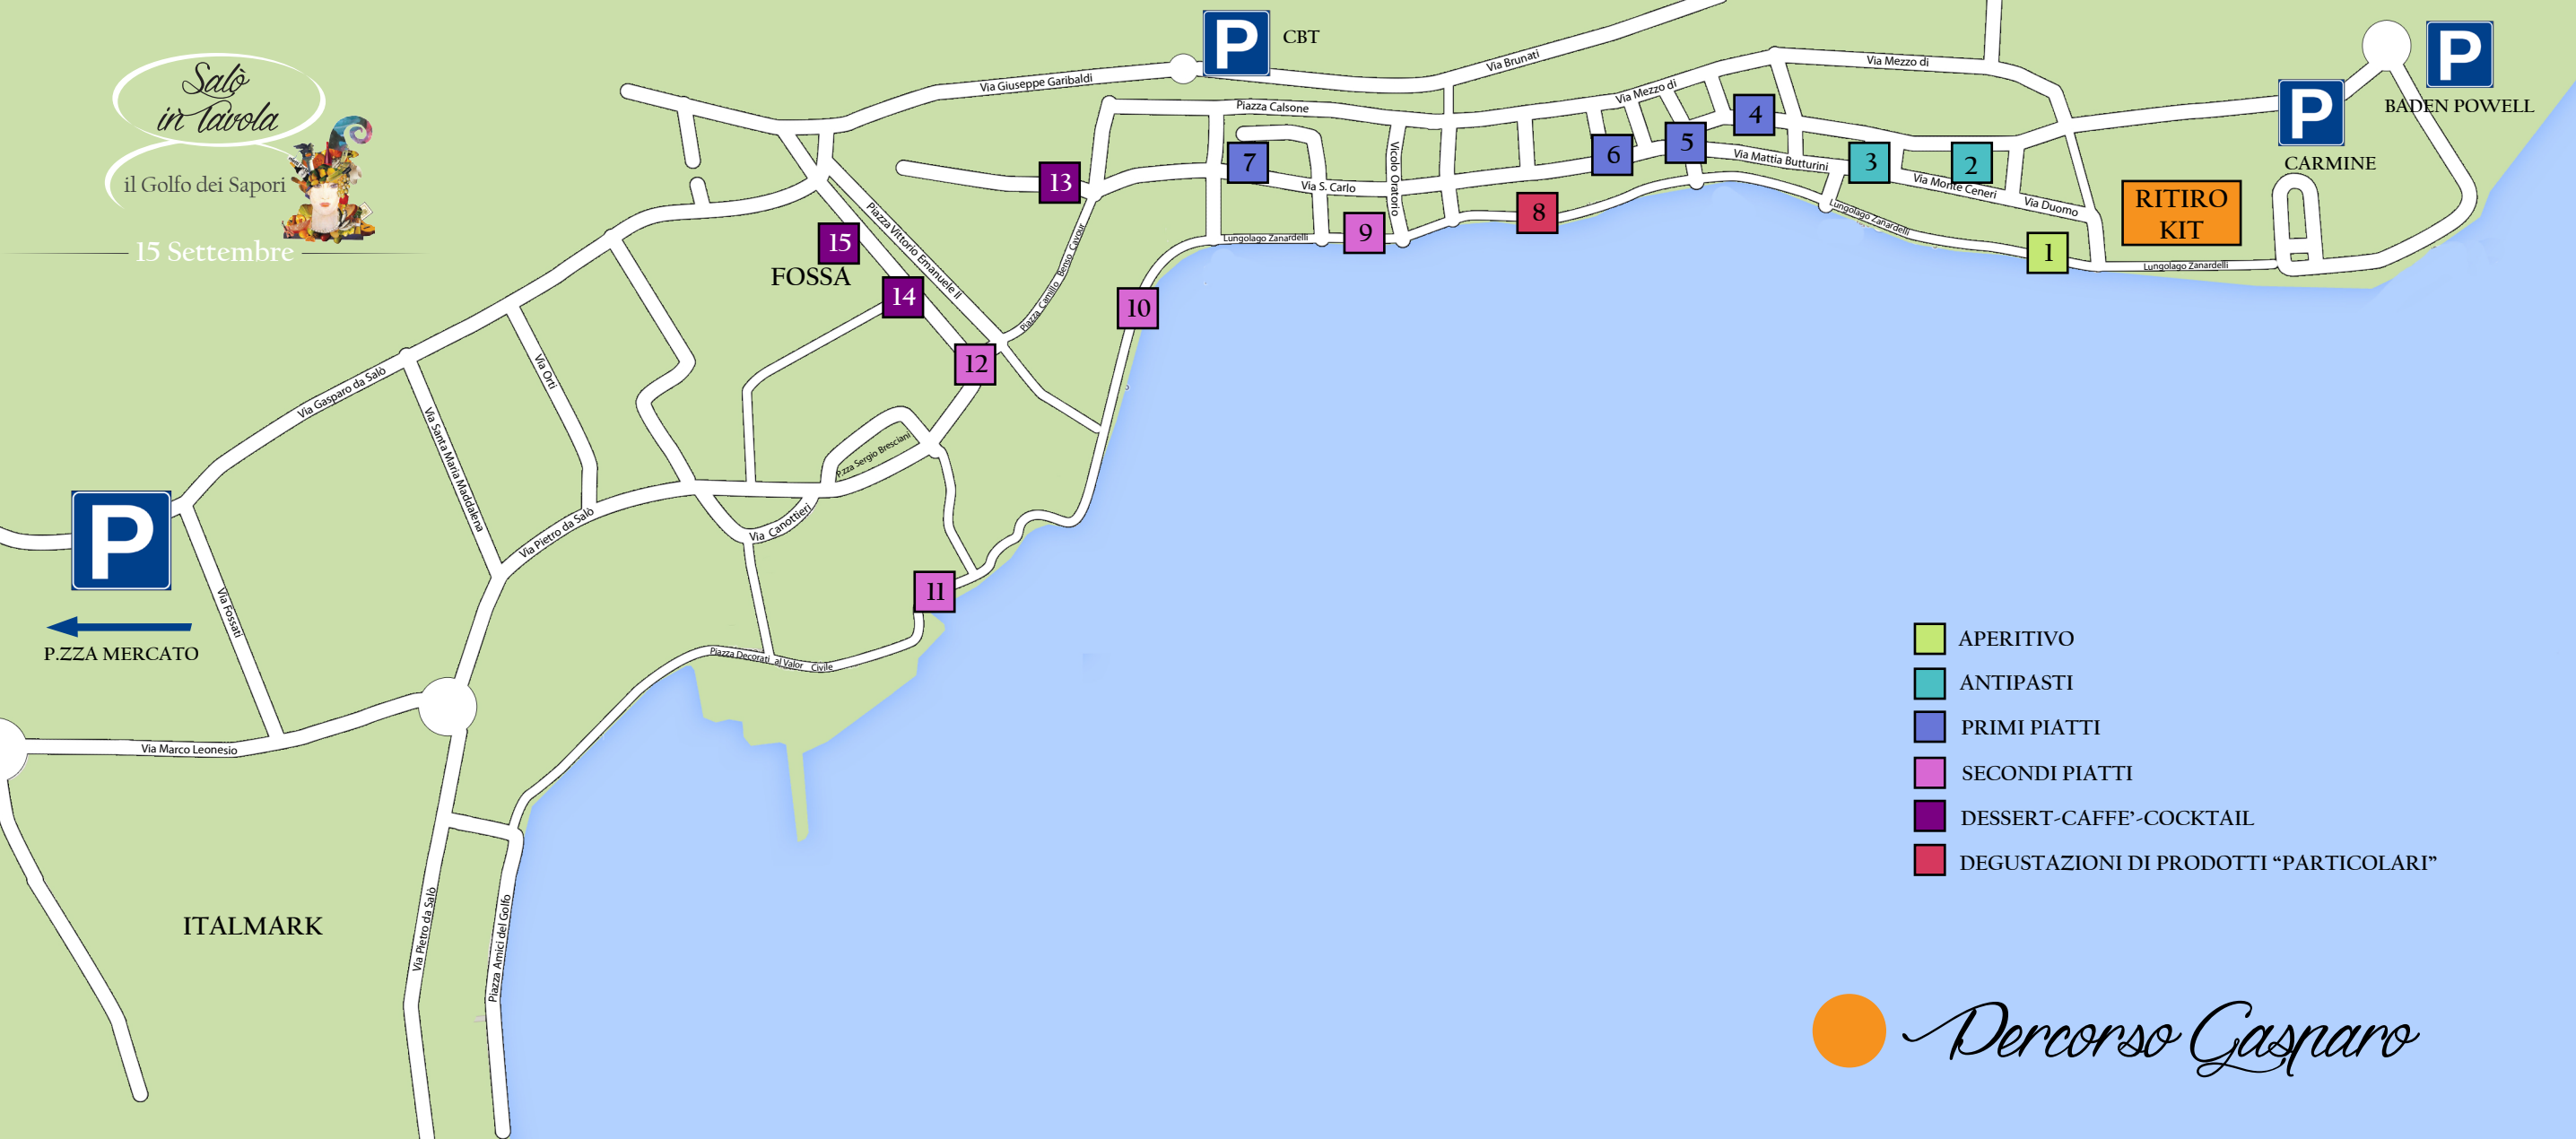 Salò
in Tavola
il Golfo dei Sapori
15 Settembre
P
CBT
P
BADEN POWELL
P
CARMINE
Via Giuseppe Garibaldi
Via Brunati
Via Mezzo di
Via Mezzo di
Piazza Calsone
4
5
6
7
3
2
13
Via Mattia Butturini
Via S. Carlo
Vicolo Oratorio
Via Monte Ceneri
Via Duomo
RITIRO
KIT
8
9
1
Lungolago Zanardelli
Lungolago Zanardelli
Lungolago Zanardelli
15
FOSSA
14
Piazza Vittorio Emanuele II
Piazza Camillo Benso Cavour
10
12
Via Gasparo da Salò
Via Orti
Via Santa Maria Maddalena
P.zza Sergio Bresciani
Via Pietro da Salò
Via Canottieri
P
P.ZZA MERCATO
Via Fossati
11
Piazza Decorati al Valor Civile
Via Marco Leonesio
ITALMARK
Via Pietro da Salò
Piazza Amici del Golfo
APERITIVO
ANTIPASTI
PRIMI PIATTI
SECONDI PIATTI
DESSERT-CAFFE’-COCKTAIL
DEGUSTAZIONI DI PRODOTTI “PARTICOLARI”
Percorso Gasparo